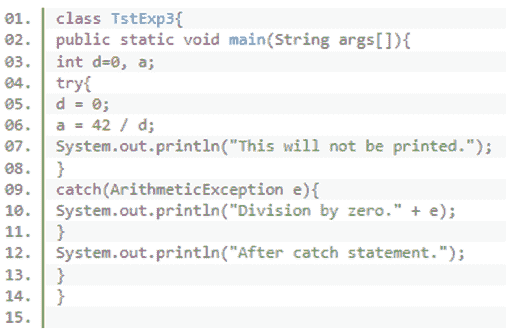 01. class TstExp3{
02. public static void main(String args[]){
03. int d=0, a;
04. try{
05. d = 0;
06. a = 42 / d;
07. System.out.println("This will not be printed.");
08. }
09. catch(ArithmeticException e){
10. System.out.println("Division by zero." + e);
11. }
12. System.out.println("After catch statement.");
13. }
14. }
15.